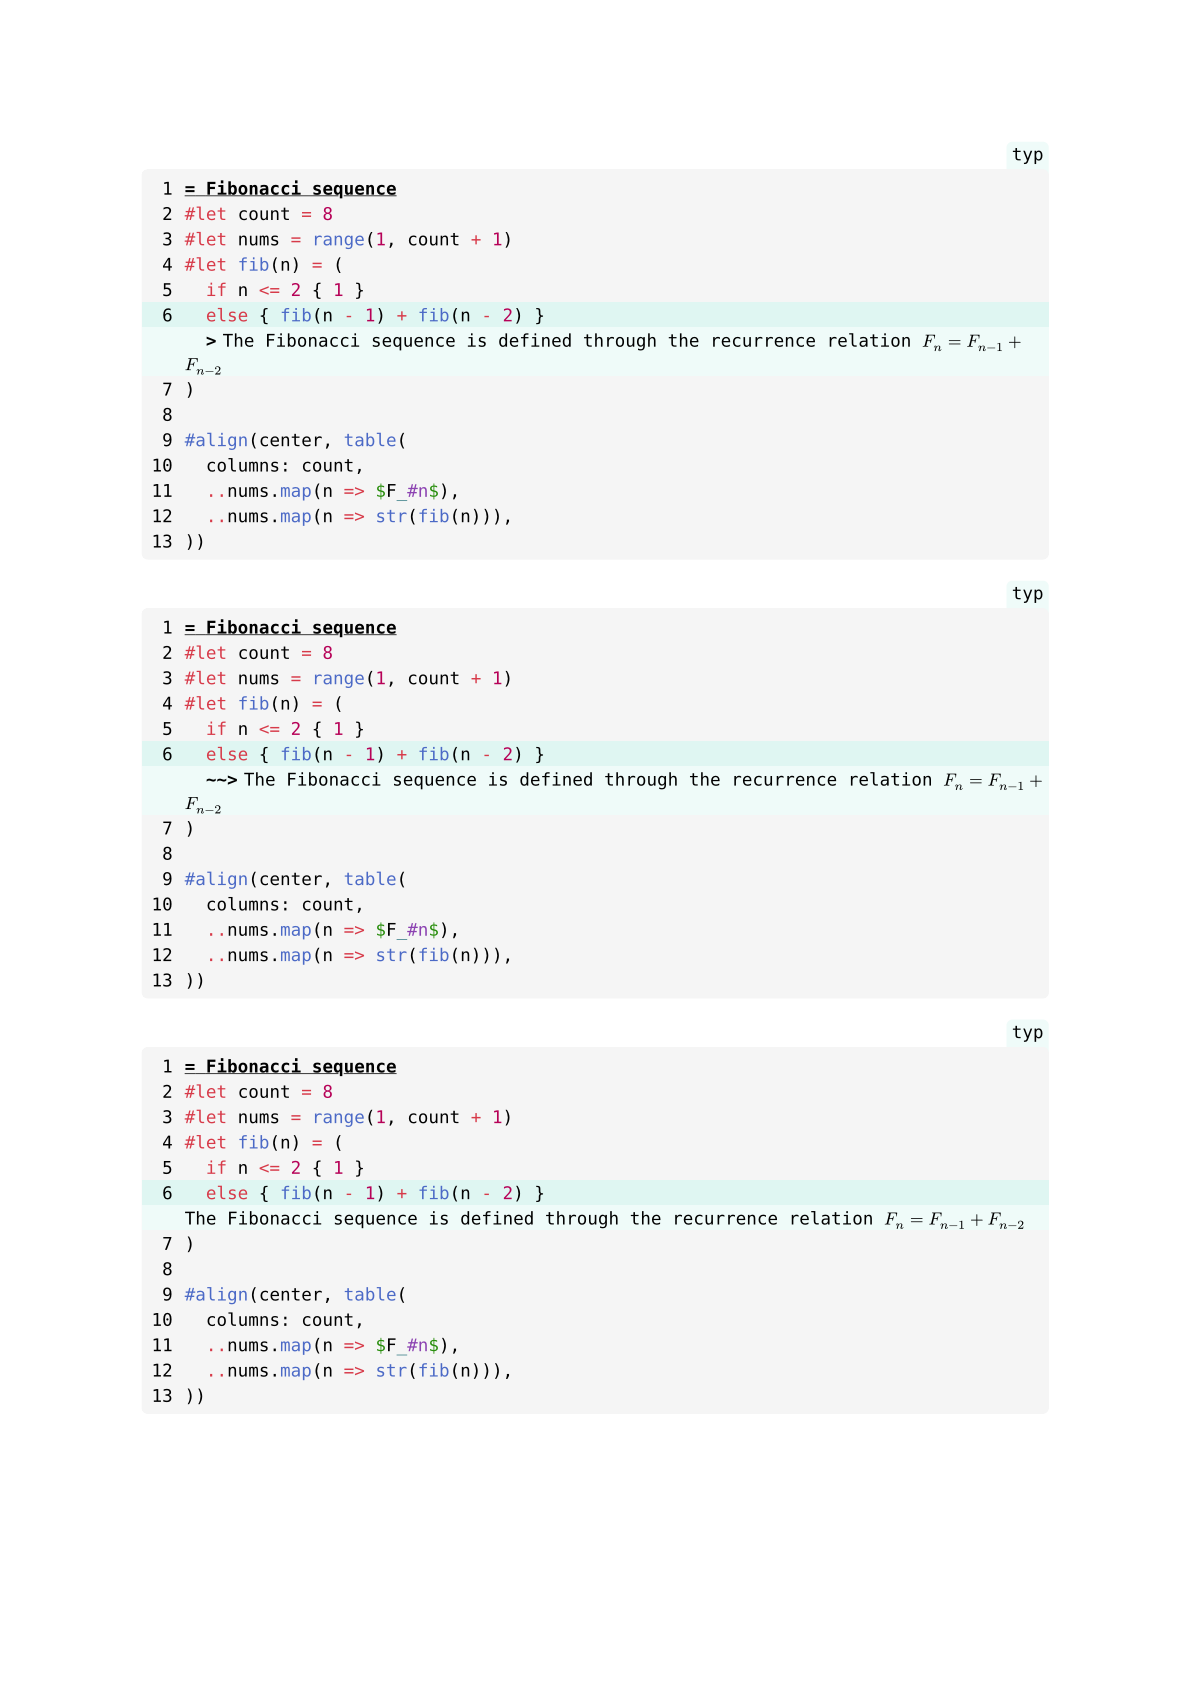 typ
1 = Fibonacci sequence
2 #let count = 8
3 #let nums = range(1, count + 1)
4 #let fib(n) = (
5   if n <= 2 { 1 }
6   else { fib(n - 1) + fib(n - 2) }
> The Fibonacci sequence is defined through the recurrence relation Fₙ = Fₙ₋₁ +
Fₙ₋₂
7 )
8
9 #align(center, table(
10   columns: count,
11   ..nums.map(n => $F_#n$),
12   ..nums.map(n => str(fib(n))),
13 ))
typ
1 = Fibonacci sequence
2 #let count = 8
3 #let nums = range(1, count + 1)
4 #let fib(n) = (
5   if n <= 2 { 1 }
6   else { fib(n - 1) + fib(n - 2) }
~~> The Fibonacci sequence is defined through the recurrence relation Fₙ = Fₙ₋₁ +
Fₙ₋₂
7 )
8
9 #align(center, table(
10   columns: count,
11   ..nums.map(n => $F_#n$),
12   ..nums.map(n => str(fib(n))),
13 ))
typ
1 = Fibonacci sequence
2 #let count = 8
3 #let nums = range(1, count + 1)
4 #let fib(n) = (
5   if n <= 2 { 1 }
6   else { fib(n - 1) + fib(n - 2) }
The Fibonacci sequence is defined through the recurrence relation Fₙ = Fₙ₋₁ + Fₙ₋₂
7 )
8
9 #align(center, table(
10   columns: count,
11   ..nums.map(n => $F_#n$),
12   ..nums.map(n => str(fib(n))),
13 ))